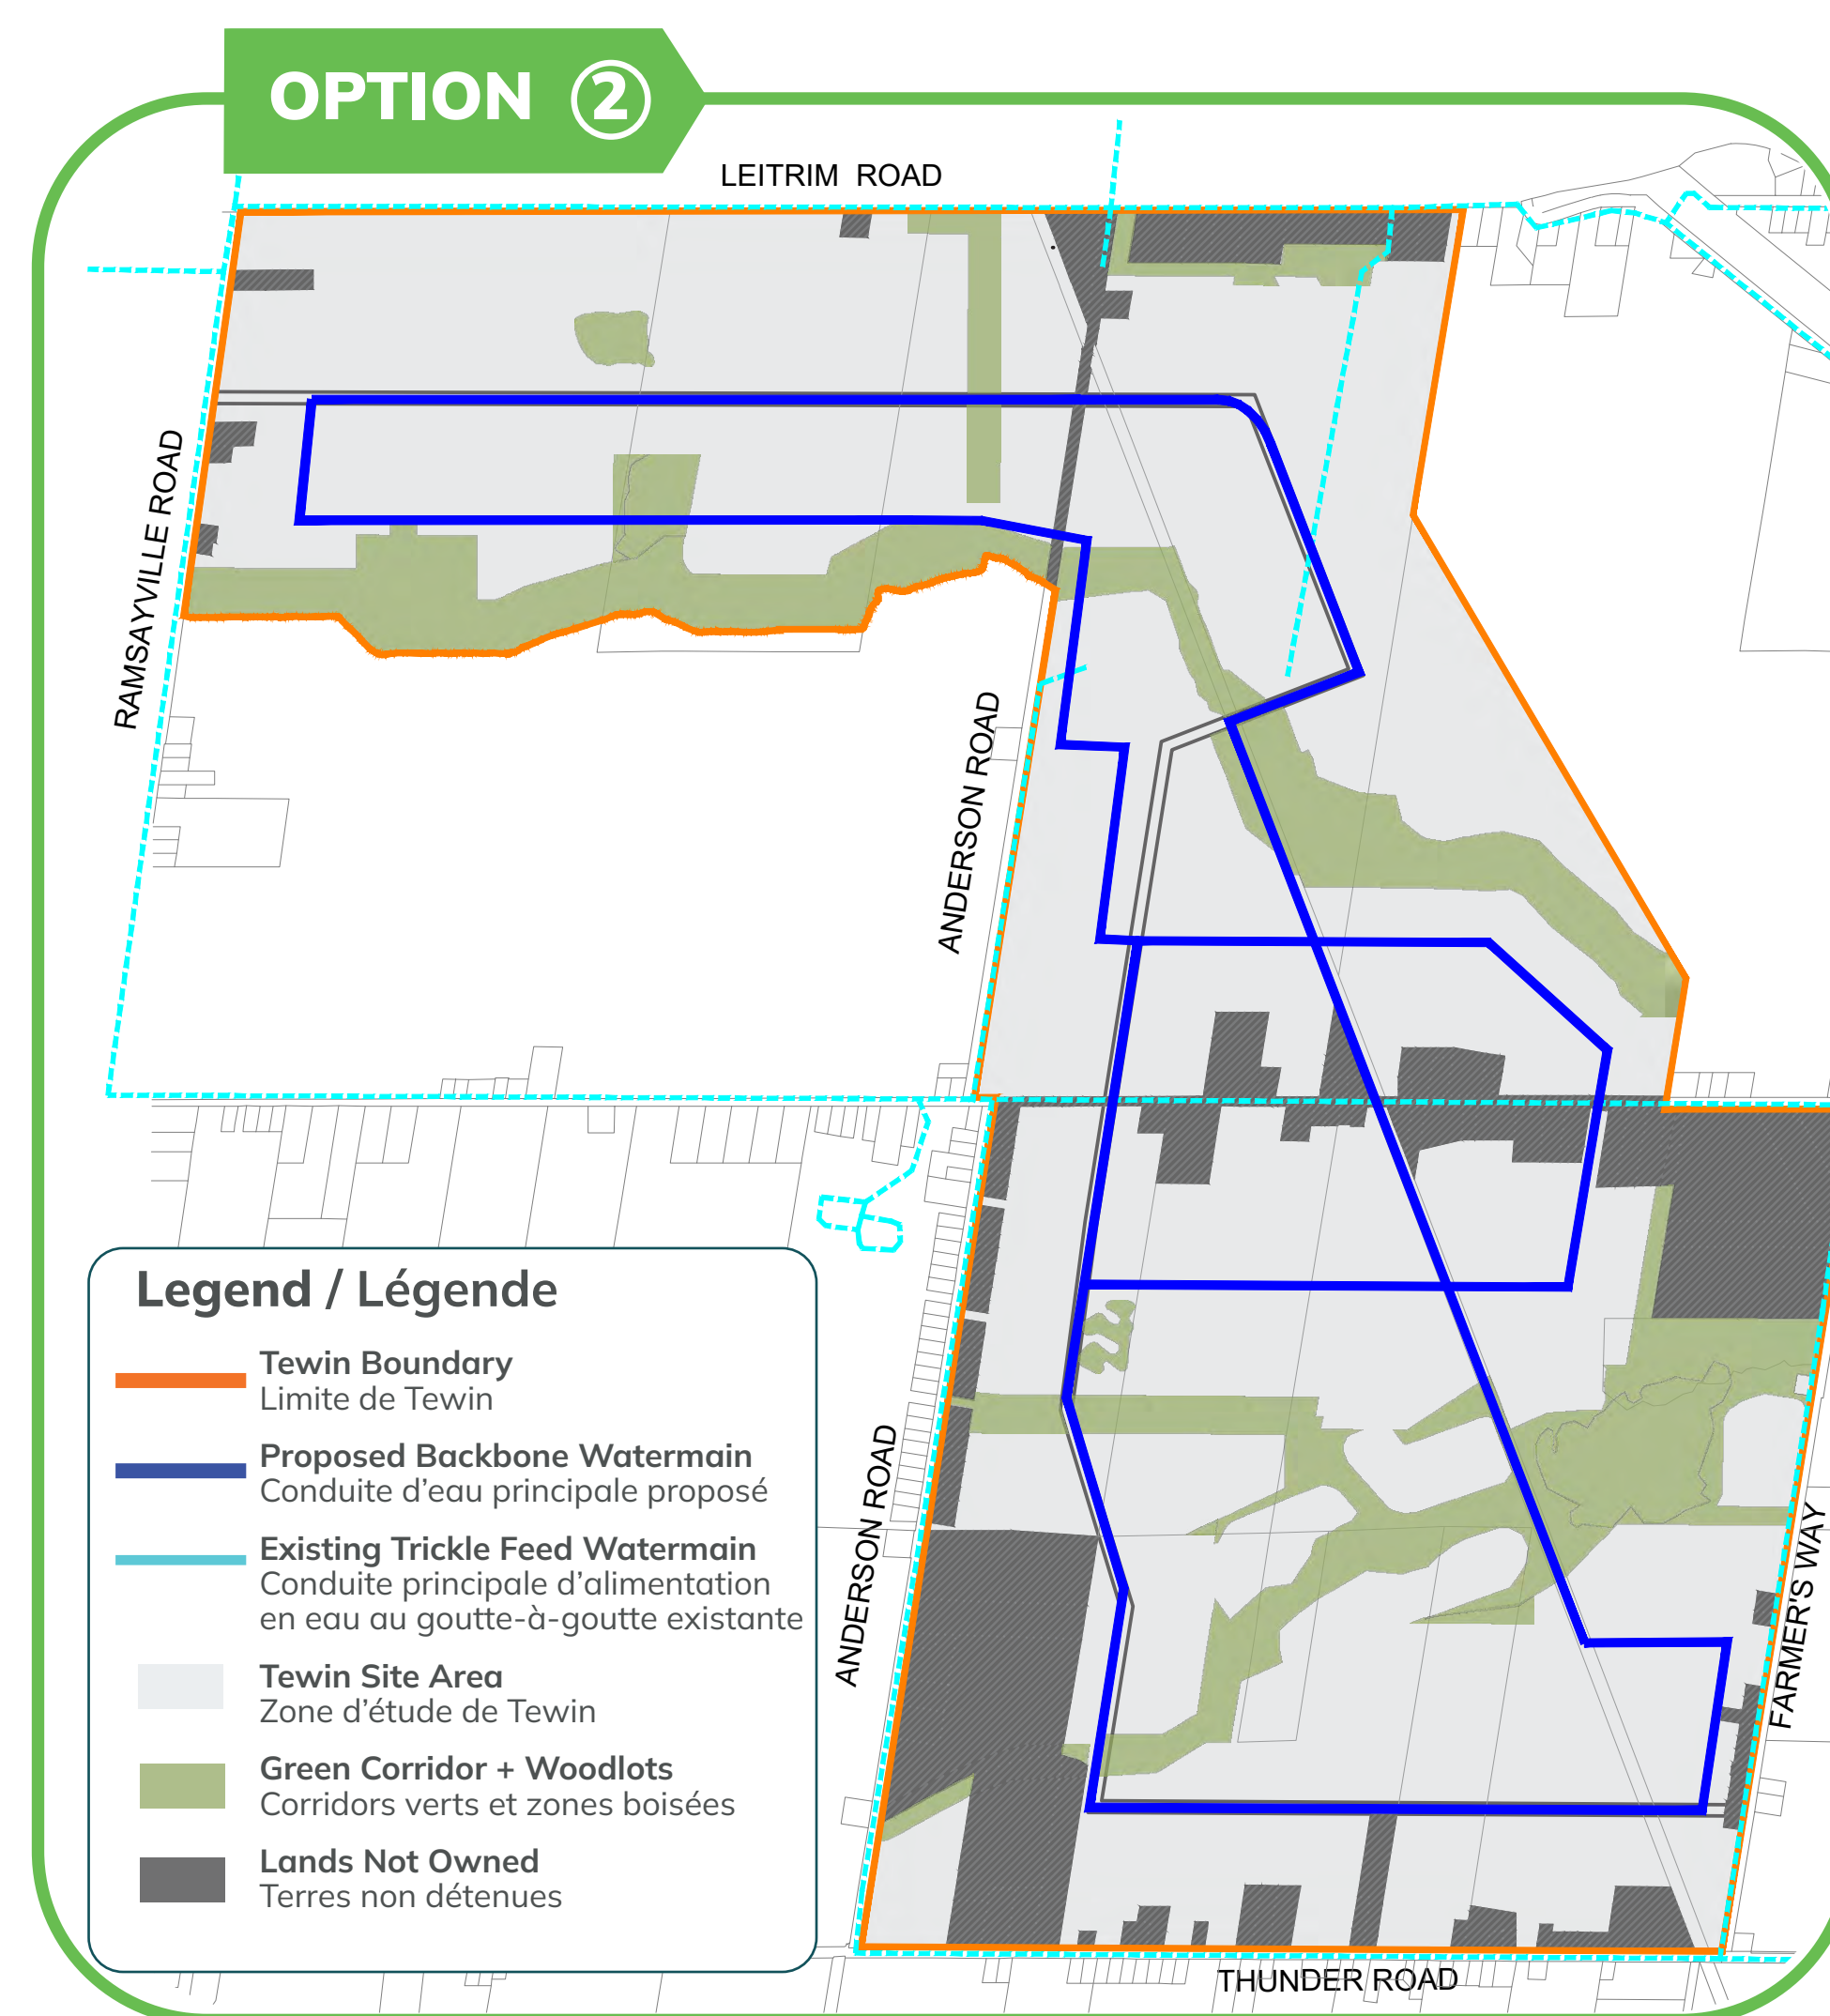 OPTION 2
LEITRIM ROAD
RAMSAYVILLE ROAD
ANDERSON ROAD
ANDERSON ROAD
FARMER'S WAY
THUNDER ROAD
Legend / Légende
Tewin Boundary
Limite de Tewin
Proposed Backbone Watermain
Conduite d'eau principale proposé
Existing Trickle Feed Watermain
Conduite principale d'alimentation
en eau au goutte-à-goutte existante
Tewin Site Area
Zone d'étude de Tewin
Green Corridor + Woodlots
Corridors verts et zones boisées
Lands Not Owned
Terres non détenues